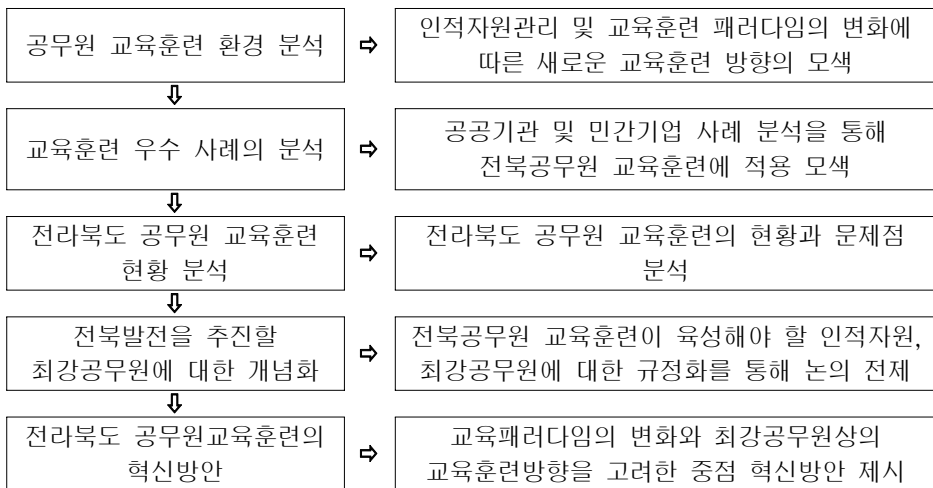 공무원 교육훈련 환경 분석
⇨
인적자원관리 및 교육훈련 패러다임의 변화에
따른 새로운 교육훈련 방향의 모색
⇩
교육훈련 우수 사례의 분석
⇨
공공기관 및 민간기업 사례 분석을 통해
전북공무원 교육훈련에 적용 모색
⇩
전라북도 공무원 교육훈련
현황 분석
⇨
전라북도 공무원 교육훈련의 현황과 문제점
분석
⇩
전북발전을 추진할
최강공무원에 대한 개념화
⇨
전북공무원 교육훈련이 육성해야 할 인적자원,
최강공무원에 대한 규정화를 통해 논의 전제
⇩
전라북도 공무원교육훈련의
혁신방안
⇨
교육패러다임의 변화와 최강공무원상의
교육훈련방향을 고려한 중점 혁신방안 제시